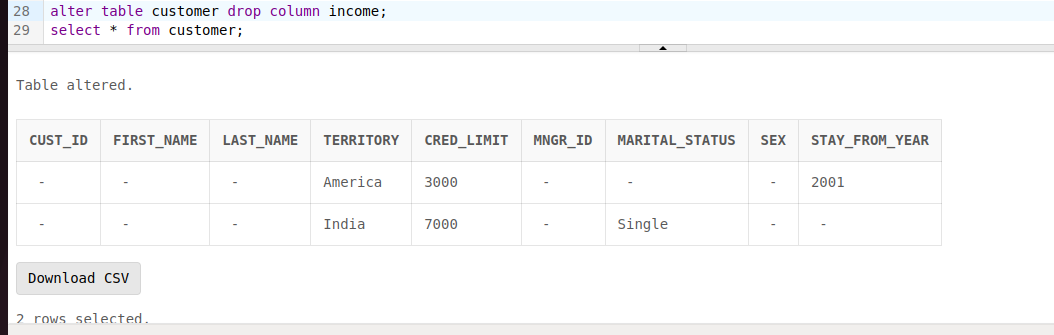 28 alter table customer drop column income;
29 select * from customer;
Table altered.
CUST_ID FIRST_NAME LAST_NAME TERRITORY CRED_LIMIT MNGR_ID MARITAL_STATUS SEX STAY_FROM_YEAR
- - - America 3000 - - - 2001
- - - India 7000 - Single - -
Download CSV
2 rows selected.